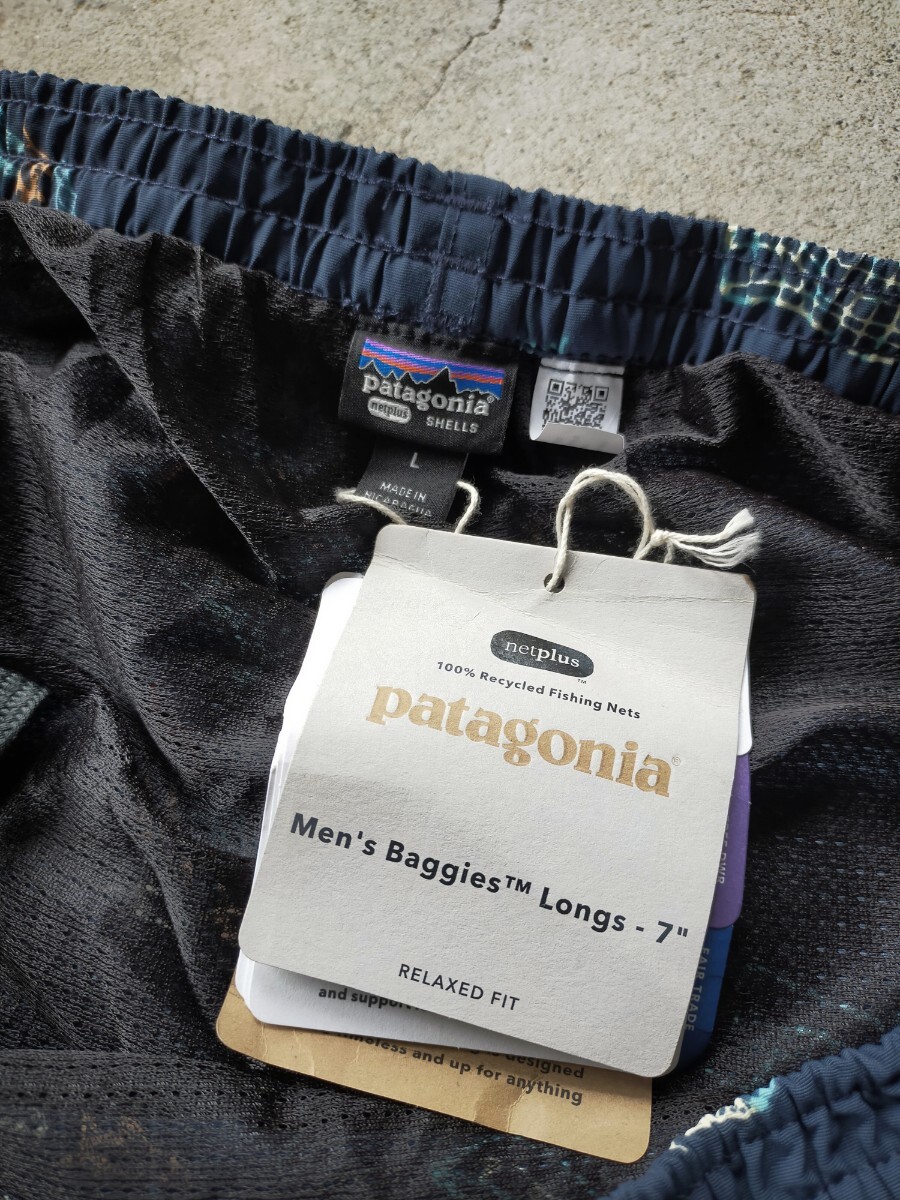 patagonia®
netplus
SHELLS
L
MADE IN
NICARAGUA
netplus™
100% Recycled Fishing Nets
patagonia®
Men's Baggies™ Longs - 7"
RELAXED FIT
FAIR TRADE
and support
designed
and up for anything